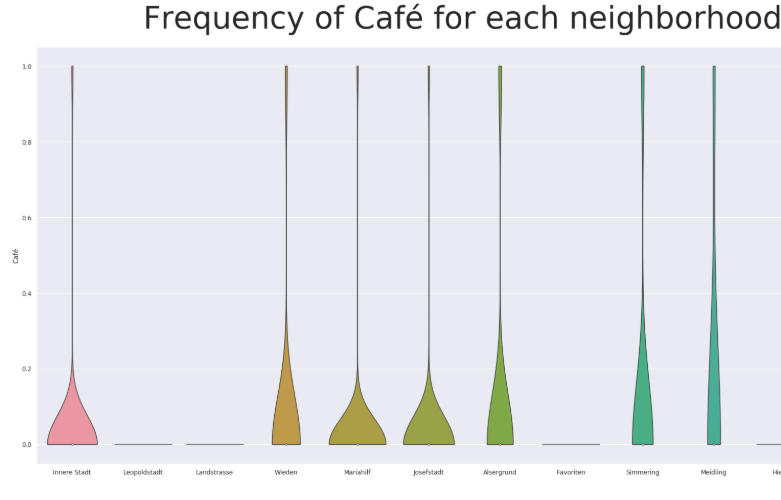 Frequency of Café for each neighborhood
1.0
0.8
0.6
0.4
0.2
0.0
Café
Innere Stadt Leopoldstadt Landstrasse Wieden Mariahilf Josefstadt Alsergrund Favoriten Simmering Meidling